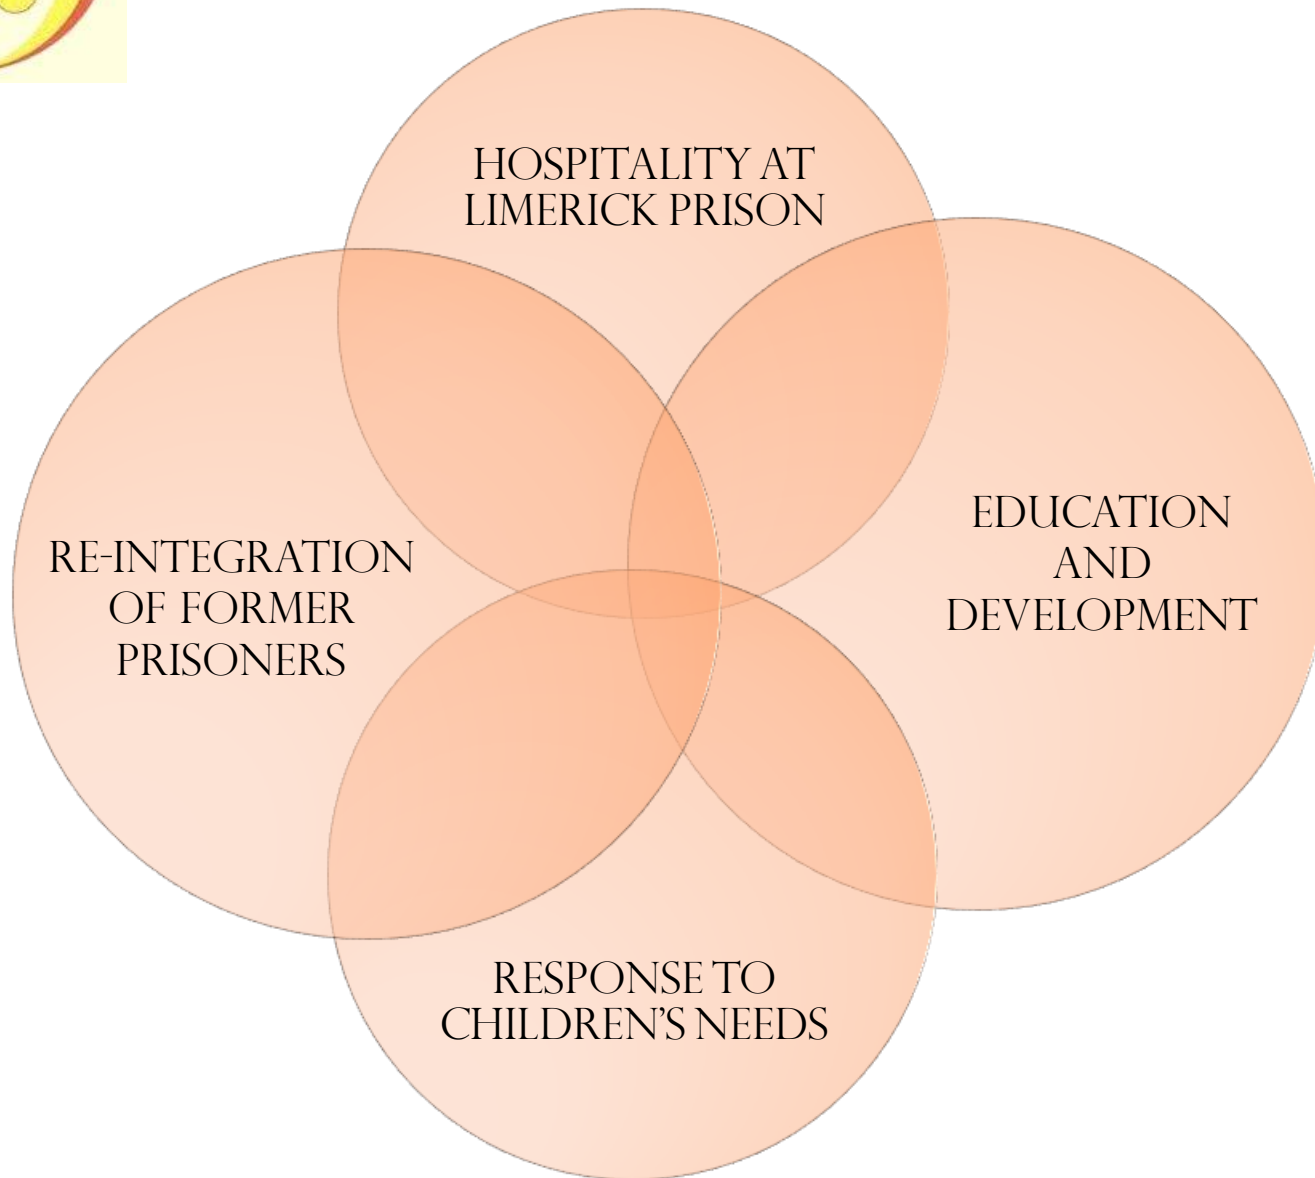 HOSPITALITY AT
LIMERICK PRISON
RE-INTEGRATION
OF FORMER
PRISONERS
EDUCATION
AND
DEVELOPMENT
RESPONSE TO
CHILDREN’S NEEDS